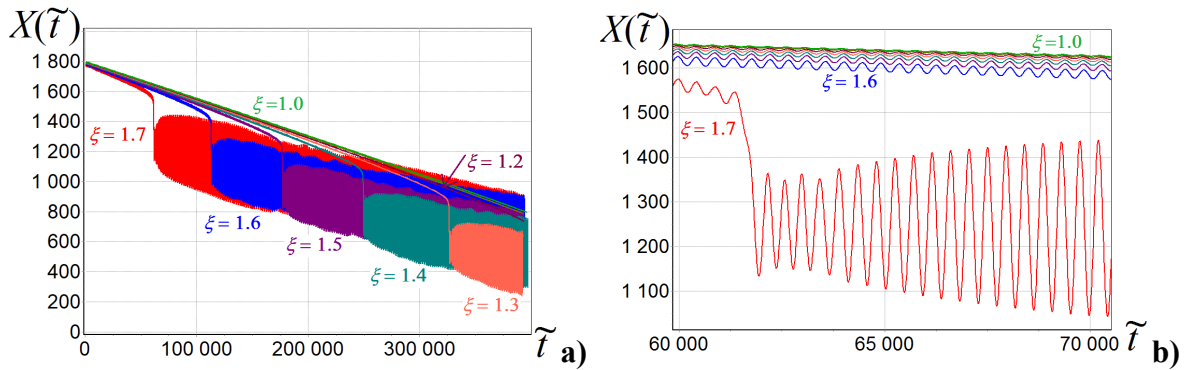 X(t̃)
1 800
1 600
1 400
1 200
1 000
800
600
400
200
0
ξ = 1.7
ξ = 1.0
ξ = 1.2
ξ = 1.6
ξ = 1.5
ξ = 1.4
ξ = 1.3
0 100 000 200 000 300 000 t̃ a)
X(t̃)
1 600
1 500
1 400
1 300
1 200
1 100
ξ = 1.0
ξ = 1.6
ξ = 1.7
60 000 65 000 70 000 t̃ b)